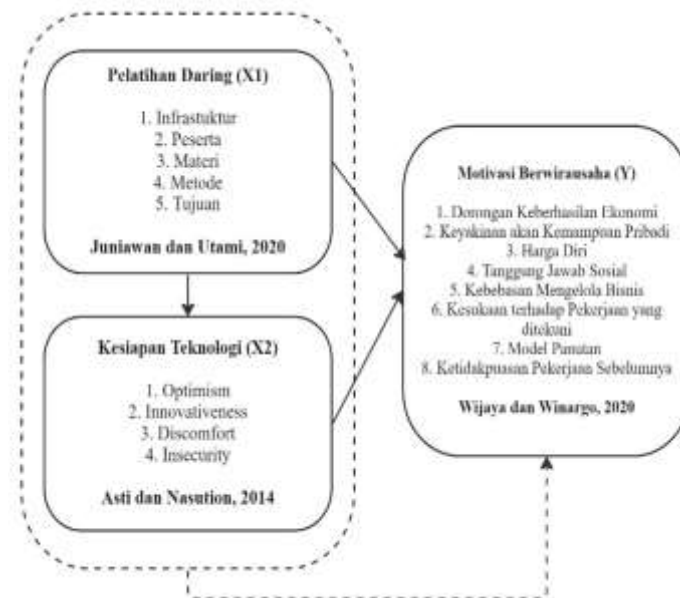 Pelatihan Daring (X1)
1. Infrastuktur
2. Peserta
3. Materi
4. Metode
5. Tujuan
Juniawan dan Utami, 2020
Kesiapan Teknologi (X2)
1. Optimism
2. Innovativeness
3. Discomfort
4. Insecurity
Asti dan Nasution, 2014
Motivasi Berwirausaha (Y)
1. Dorongan Keberhasilan Ekonomi
2. Keyakinan akan Kemampuan Pribadi
3. Harga Diri
4. Tanggung Jawab Sosial
5. Kebebasan Mengelola Bisnis
6. Kesukaan terhadap Pekerjaan yang
ditekuni
7. Model Panutan
8. Ketidakpuasan Pekerjaan Sebelumnya
Wijaya dan Winargo, 2020